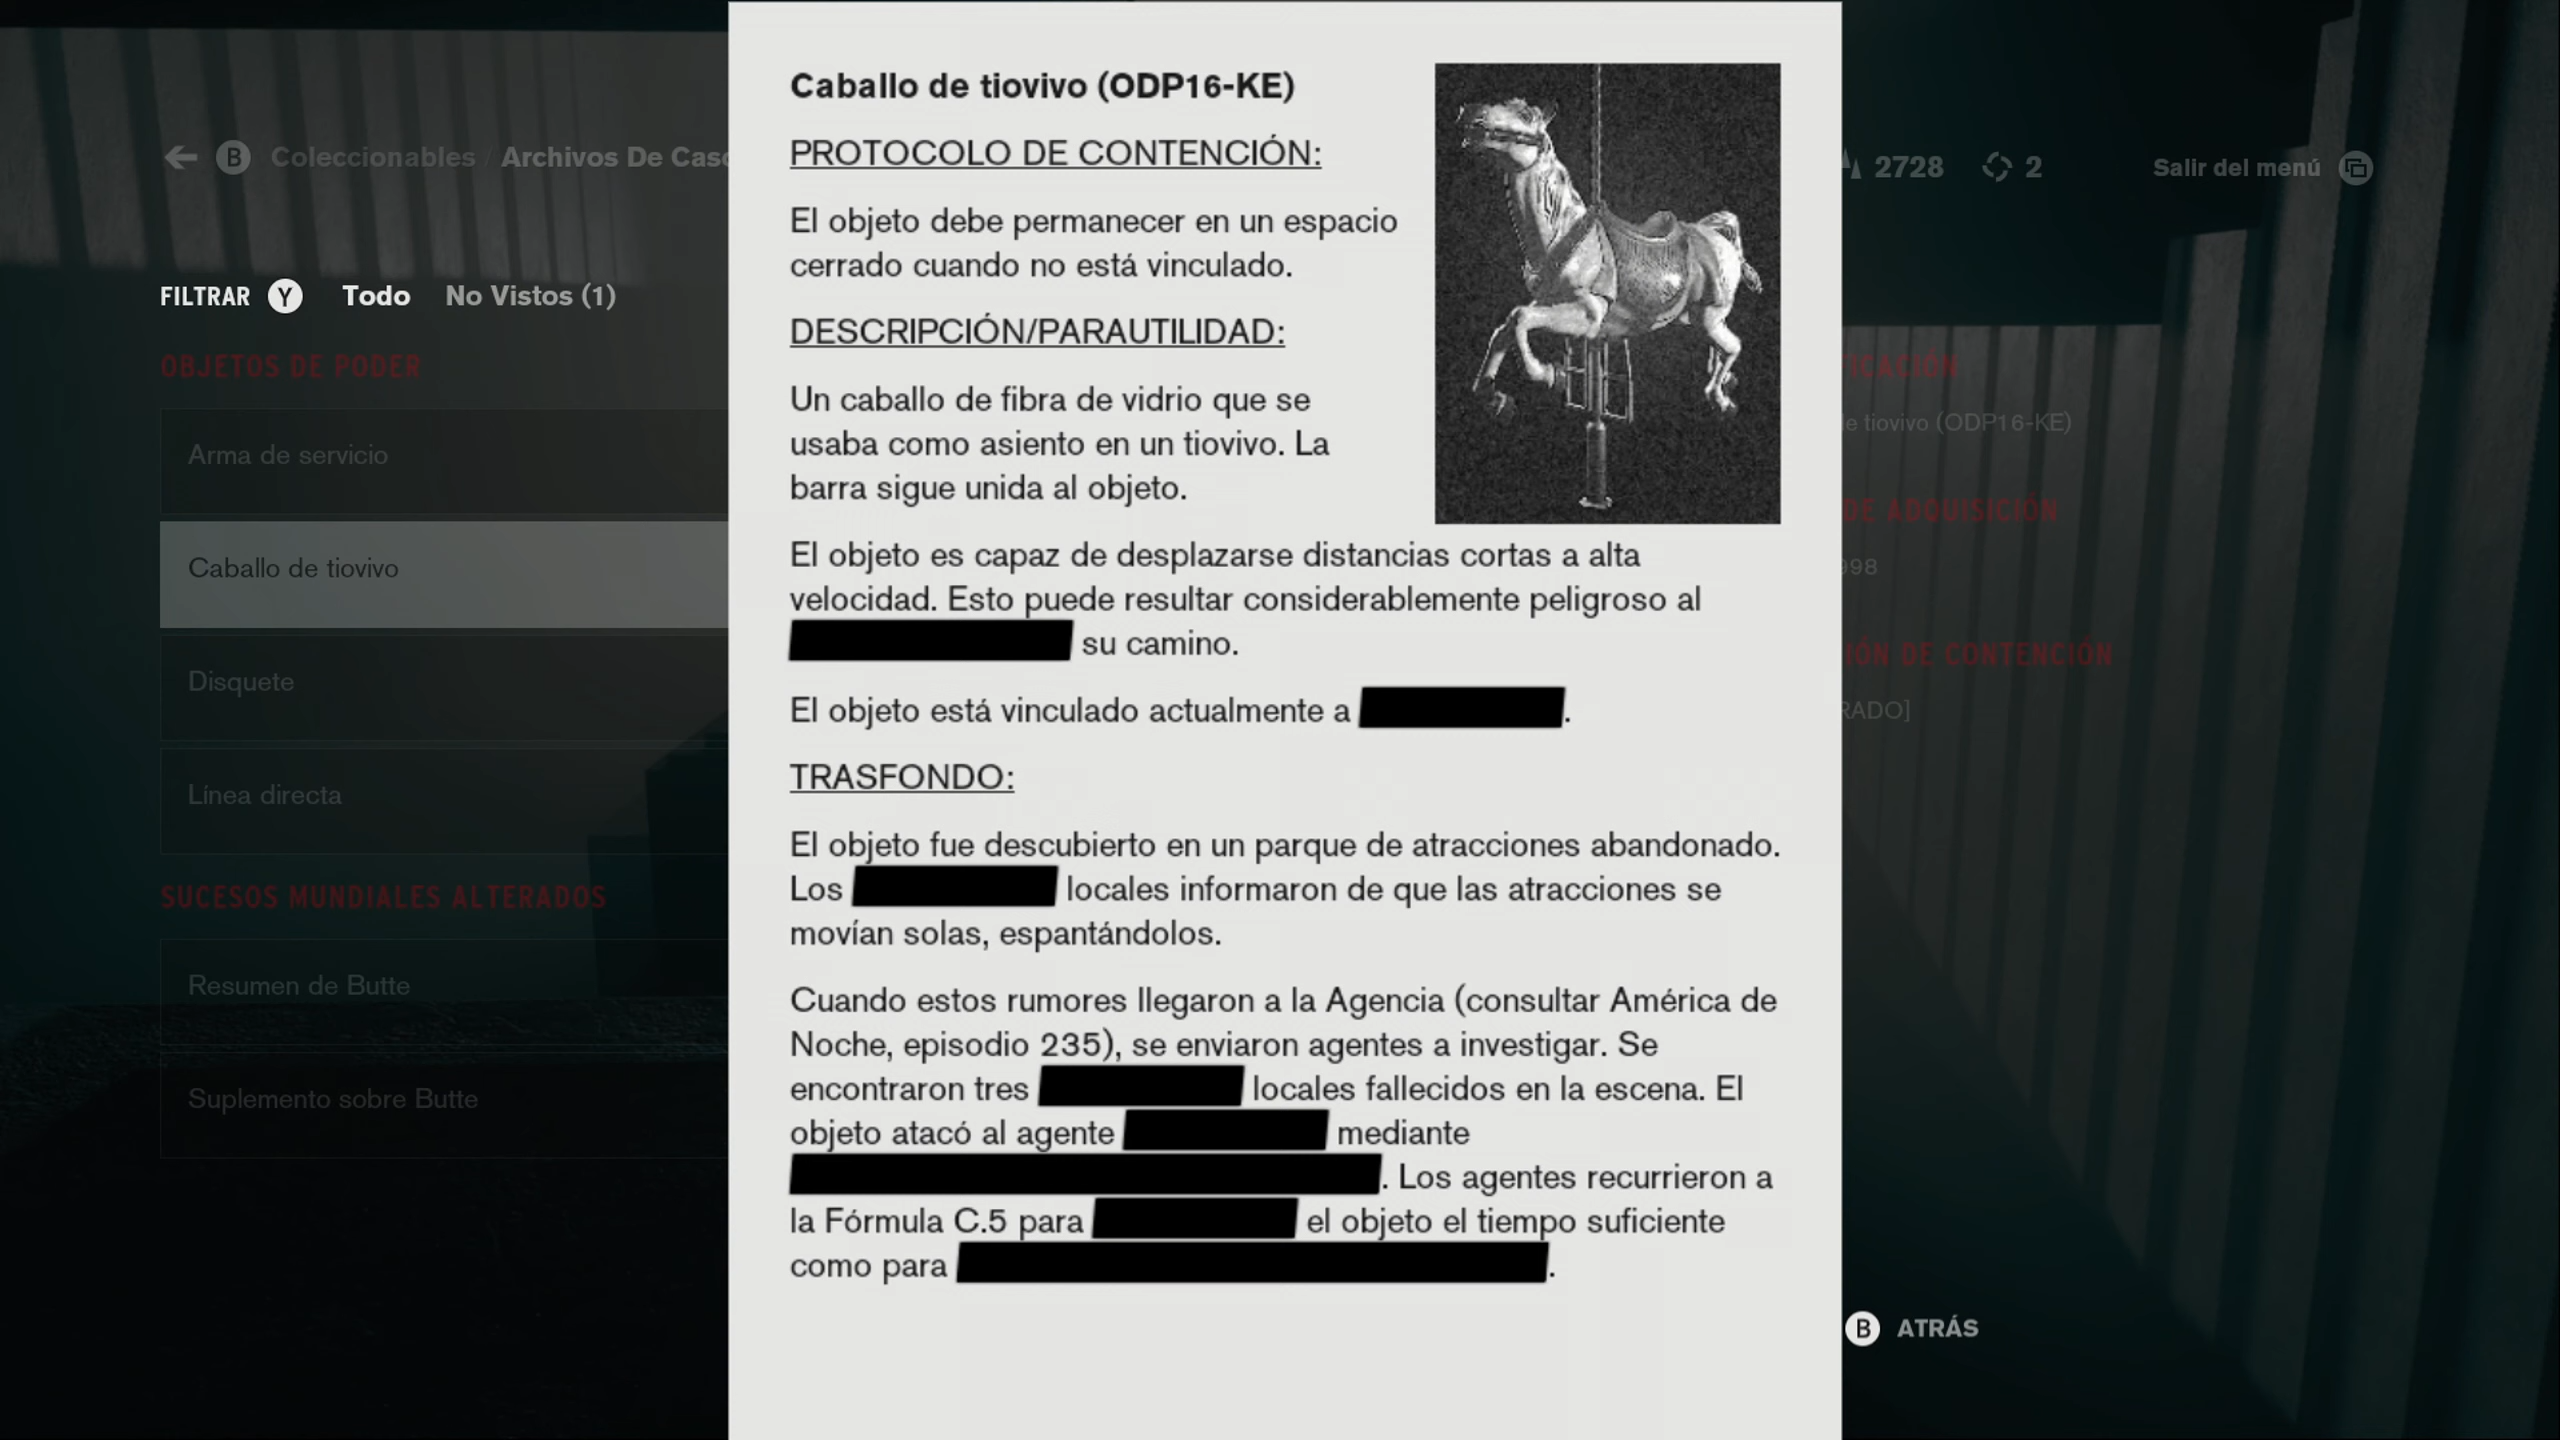 B Coleccionables / Archivos De Caso
2728 2 Salir del menú
FILTRAR Y Todo No Vistos (1)
OBJETOS DE PODER
Arma de servicio
Caballo de tiovivo
Disquete
Línea directa
SUCESOS MUNDIALES ALTERADOS
Resumen de Butte
Suplemento sobre Butte
Caballo de tiovivo (ODP16-KE)
PROTOCOLO DE CONTENCIÓN:
El objeto debe permanecer en un espacio
cerrado cuando no está vinculado.
DESCRIPCIÓN/PARAUTILIDAD:
Un caballo de fibra de vidrio que se
usaba como asiento en un tiovivo. La
barra sigue unida al objeto.
El objeto es capaz de desplazarse distancias cortas a alta
velocidad. Esto puede resultar considerablemente peligroso al
su camino.
El objeto está vinculado actualmente a .
TRASFONDO:
El objeto fue descubierto en un parque de atracciones abandonado.
Los locales informaron de que las atracciones se
movían solas, espantándolos.
Cuando estos rumores llegaron a la Agencia (consultar América de
Noche, episodio 235), se enviaron agentes a investigar. Se
encontraron tres locales fallecidos en la escena. El
objeto atacó al agente mediante
. Los agentes recurrieron a
la Fórmula C.5 para el objeto el tiempo suficiente
como para .
de tiovivo (ODP16-KE)
DE ADQUISICIÓN
DE CONTENCIÓN
B ATRÁS